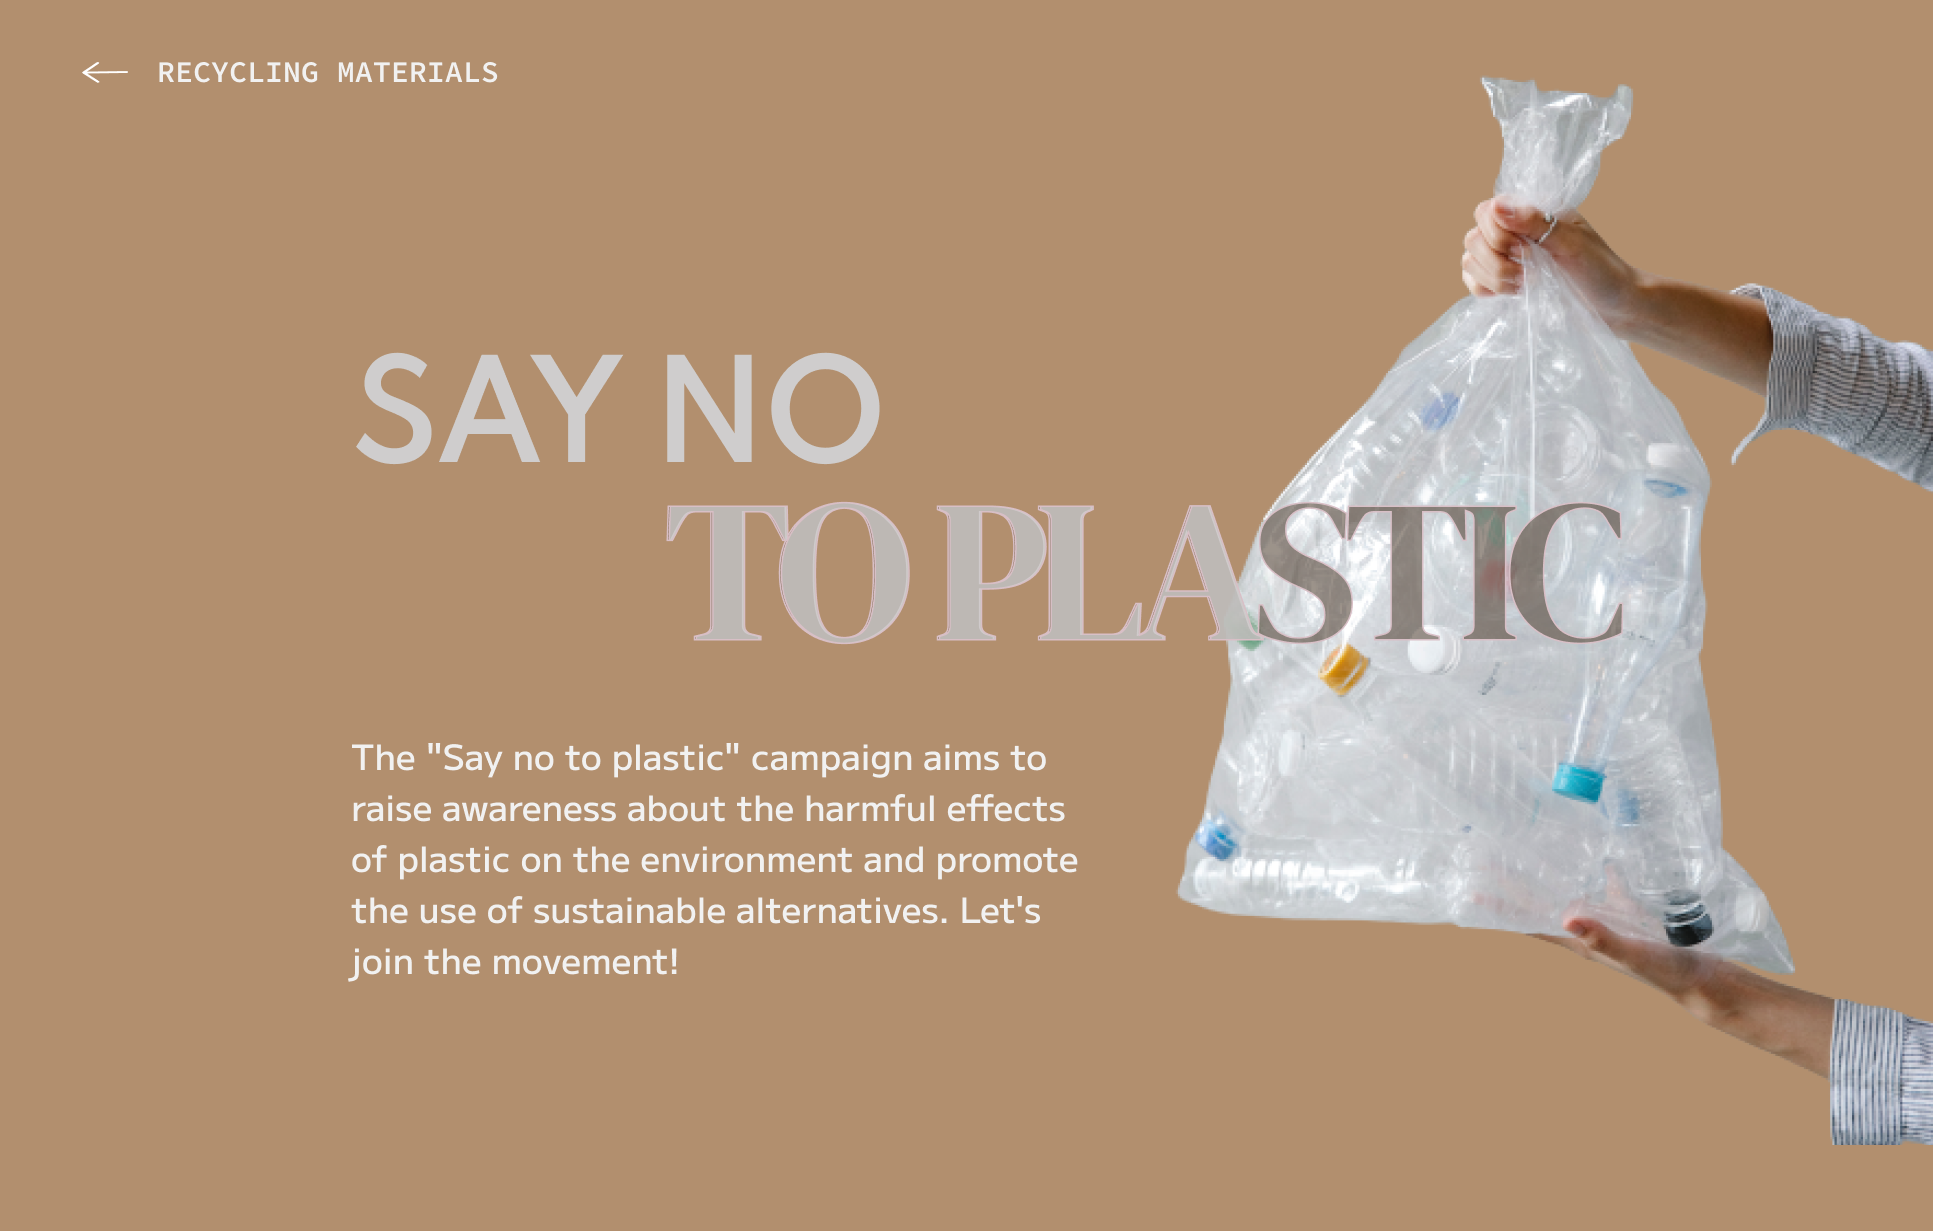 RECYCLING MATERIALS
SAY NO
TO PLASTIC
The "Say no to plastic" campaign aims to
raise awareness about the harmful effects
of plastic on the environment and promote
the use of sustainable alternatives. Let's
join the movement!